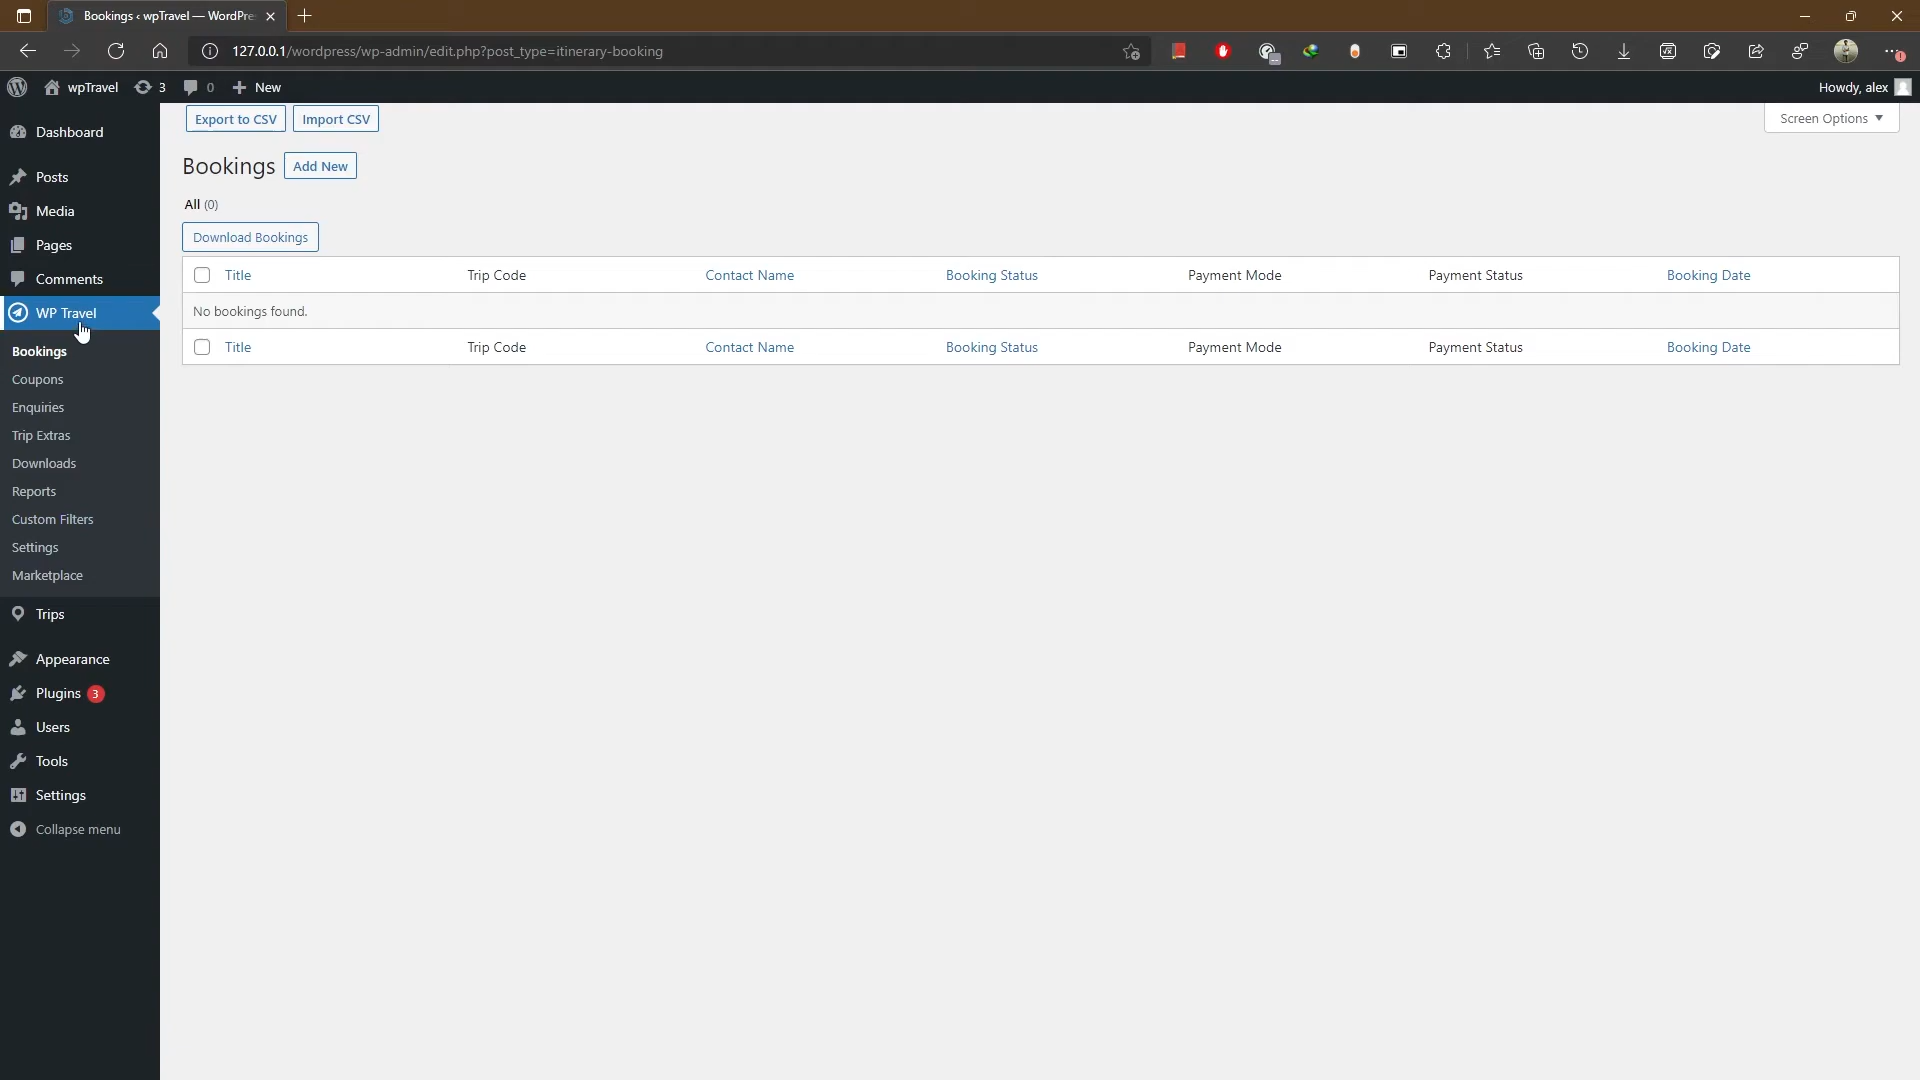 Bookings ‹ wpTravel — WordPre
127.0.0.1/wordpress/wp-admin/edit.php?post_type=itinerary-booking
wpTravel 3 0 New
Howdy, alex
Dashboard
Posts
Media
Pages
Comments
WP Travel
Bookings
Coupons
Enquiries
Trip Extras
Downloads
Reports
Custom Filters
Settings
Marketplace
Trips
Appearance
Plugins 3
Users
Tools
Settings
Collapse menu
Export to CSV Import CSV
Screen Options
Bookings Add New
All (0)
Download Bookings
Title Trip Code Contact Name Booking Status Payment Mode Payment Status Booking Date
No bookings found.
Title Trip Code Contact Name Booking Status Payment Mode Payment Status Booking Date